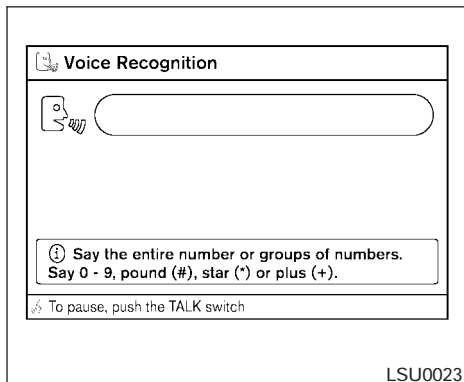 Voice Recognition
Say the entire number or groups of numbers.
Say 0 - 9, pound (#), star (*) or plus (+).
To pause, push the TALK switch
LSU0023